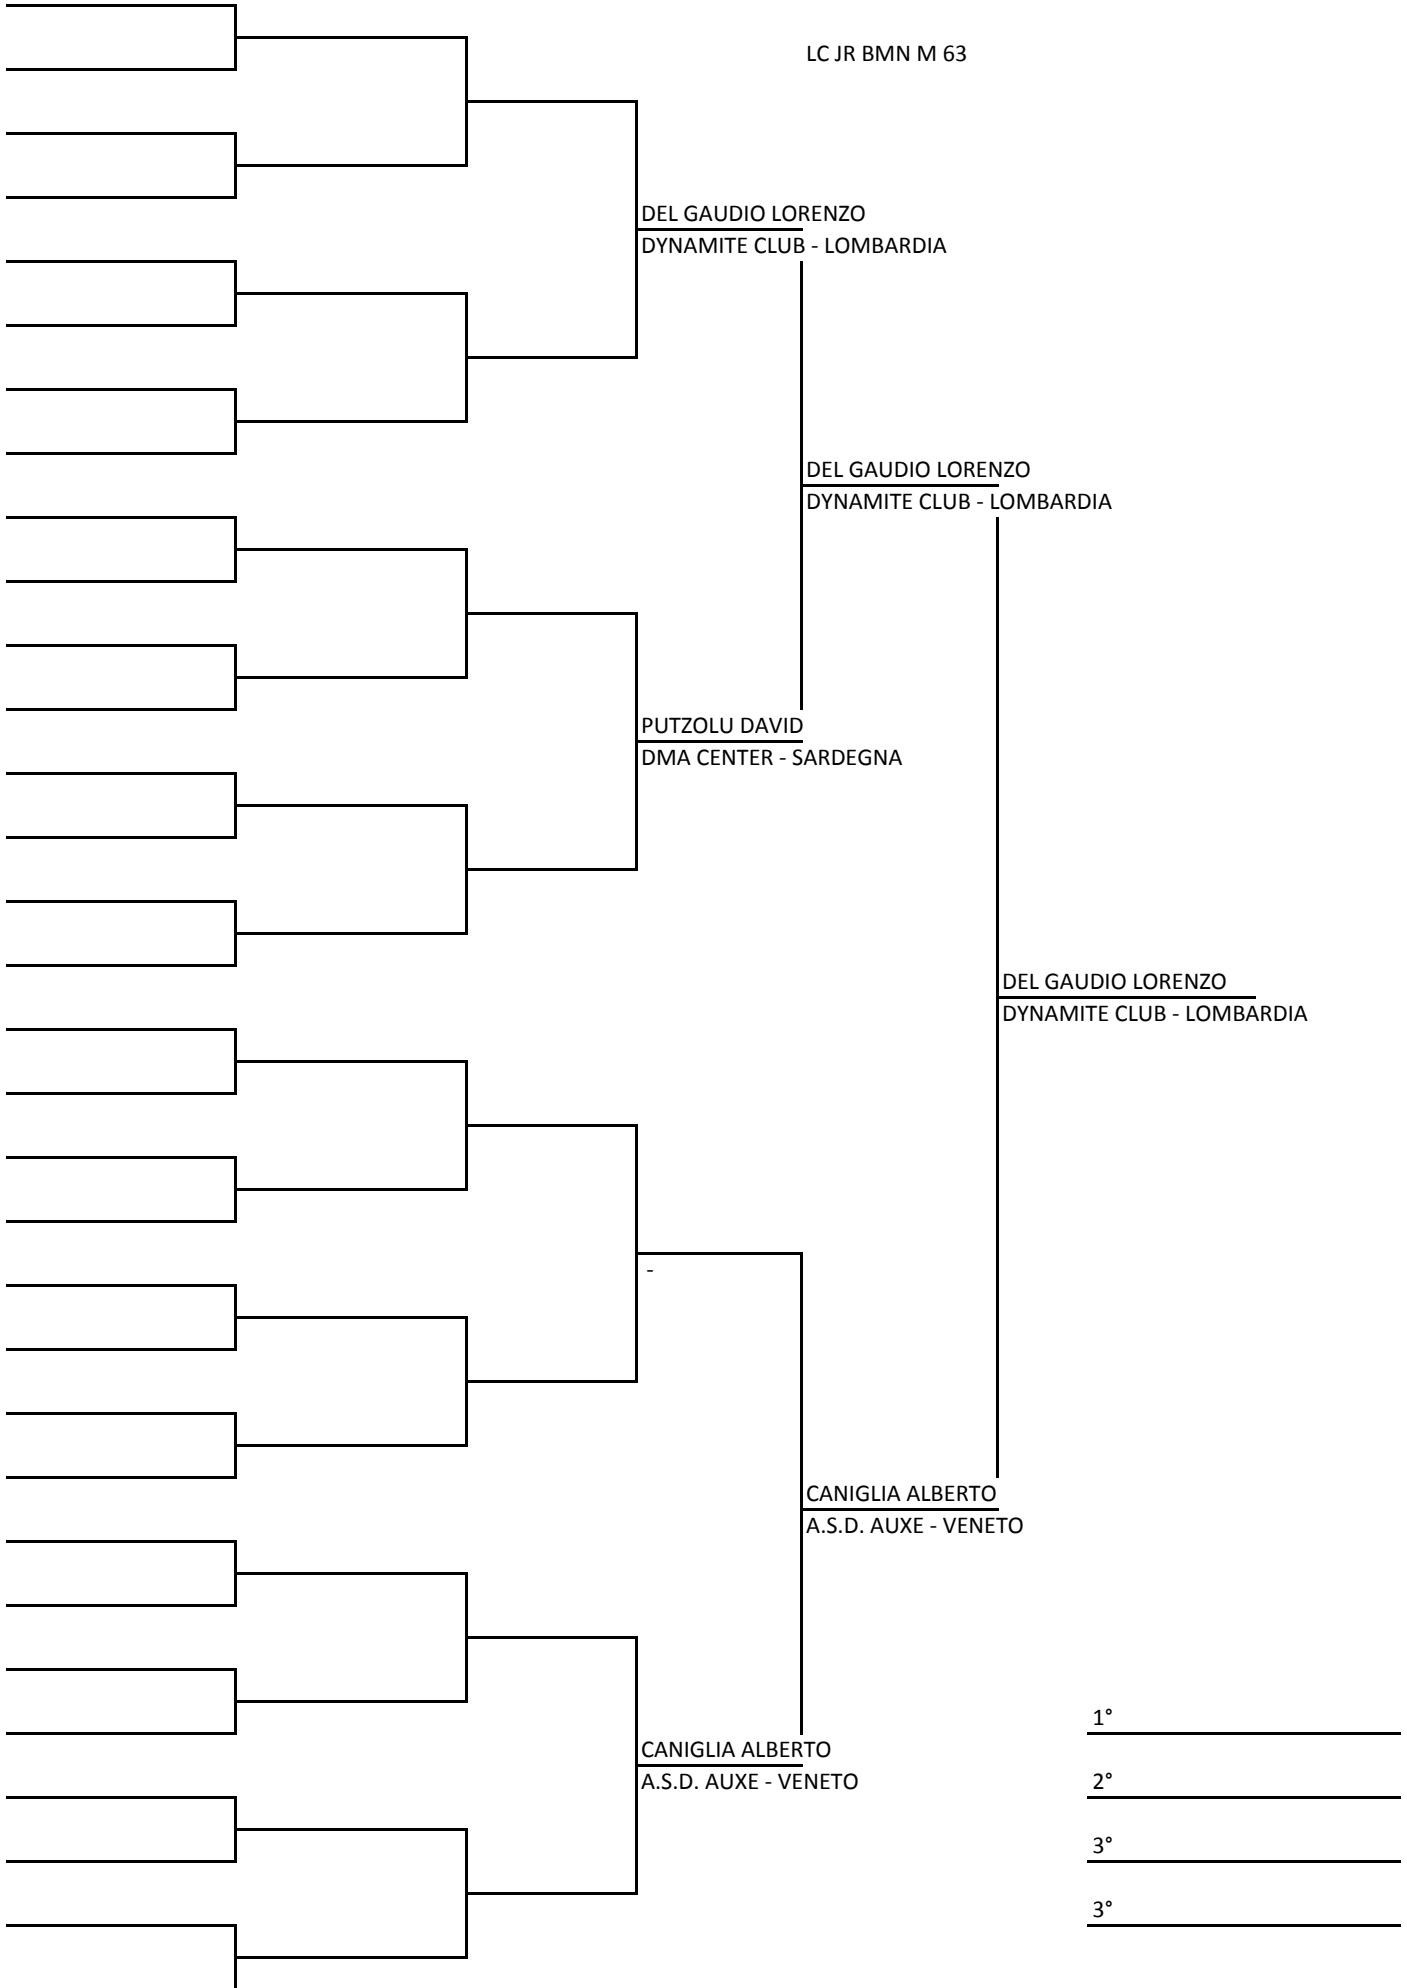 LC JR BMN M 63
DEL GAUDIO LORENZO
DYNAMITE CLUB - LOMBARDIA
DEL GAUDIO LORENZO
DYNAMITE CLUB - LOMBARDIA
PUTZOLU DAVID
DMA CENTER - SARDEGNA
DEL GAUDIO LORENZO
DYNAMITE CLUB - LOMBARDIA
-
CANIGLIA ALBERTO
A.S.D. AUXE - VENETO
1°
CANIGLIA ALBERTO
A.S.D. AUXE - VENETO
2°
3°
3°